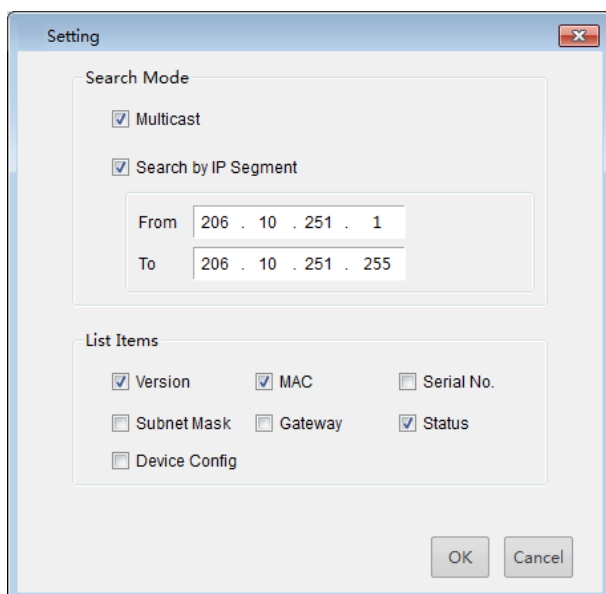 Setting
Search Mode
Multicast
Search by IP Segment
From 206 . 10 . 251 . 1
To 206 . 10 . 251 . 255
List Items
Version MAC Serial No.
Subnet Mask Gateway Status
Device Config
OK Cancel